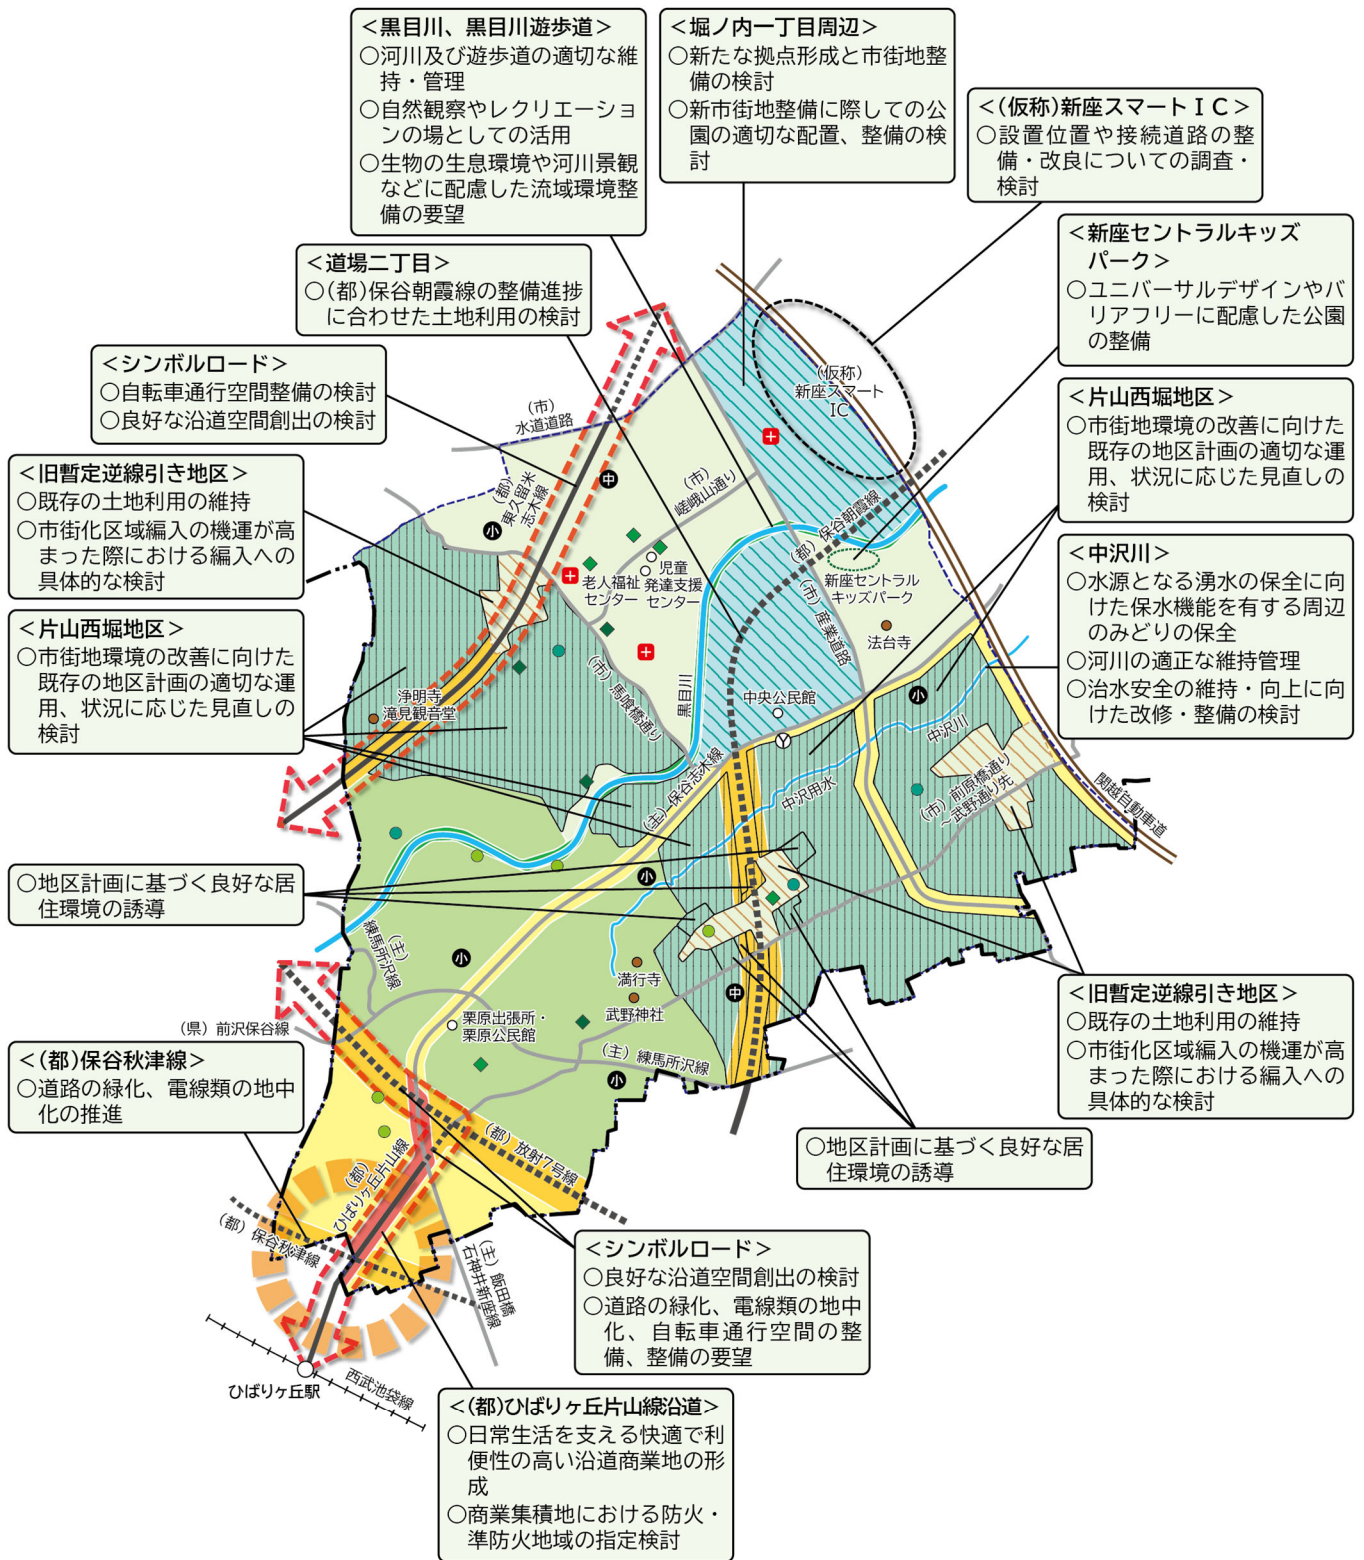 ＜黒目川、黒目川遊歩道＞
○河川及び遊歩道の適切な維
持・管理
○自然観察やレクリエーショ
ンの場としての活用
○生物の生息環境や河川景観
などに配慮した流域環境整
備の要望
＜堀ノ内一丁目周辺＞
○新たな拠点形成と市街地整
備の検討
○新市街地整備に際しての公
園の適切な配置、整備の検
討
＜(仮称)新座スマートＩＣ＞
○設置位置や接続道路の整
備・改良についての調査・
検討
＜新座セントラルキッズ
パーク＞
○ユニバーサルデザインやバ
リアフリーに配慮した公園
の整備
＜道場二丁目＞
○(都)保谷朝霞線の整備進捗
に合わせた土地利用の検討
＜シンボルロード＞
○自転車通行空間整備の検討
○良好な沿道空間創出の検討
＜片山西堀地区＞
○市街地環境の改善に向けた
既存の地区計画の適切な運
用、状況に応じた見直しの
検討
＜旧暫定逆線引き地区＞
○既存の土地利用の維持
○市街化区域編入の機運が高
まった際における編入への
具体的な検討
＜中沢川＞
○水源となる湧水の保全に向
けた保水機能を有する周辺
のみどりの保全
○河川の適正な維持管理
○治水安全の維持・向上に向
けた改修・整備の検討
＜片山西堀地区＞
○市街地環境の改善に向けた
既存の地区計画の適切な運
用、状況に応じた見直しの
検討
(仮称)
新座スマート
IC
(市)
水道道路
(都)
東久留米
志木線
中
小
(市)
嵯峨山通り
(都)保谷朝霞線
老人福祉
センター
児童
発達支援
センター
新座セントラル
キッズパーク
(市)産業道路
法台寺
(市)馬喰橋通り
黒目川
中央公民館
Y
小
浄明寺
滝見観音堂
(主)保谷志木線
中沢川
中沢用水
(市)前原橋通り
～武野通り先
関越自動車道
小
○地区計画に基づく良好な居
住環境の誘導
(主)
練馬所沢線
小
満行寺
武野神社
中
(県)前沢保谷線
栗原出張所・
栗原公民館
(主)練馬所沢線
小
＜旧暫定逆線引き地区＞
○既存の土地利用の維持
○市街化区域編入の機運が高
まった際における編入への
具体的な検討
＜(都)保谷秋津線＞
○道路の緑化、電線類の地中
化の推進
○地区計画に基づく良好な居
住環境の誘導
(都)放射7号線
(都)
ひばりヶ丘片山線
(都)保谷秋津線
(主)飯田橋
石神井新座線
＜シンボルロード＞
○良好な沿道空間創出の検討
○道路の緑化、電線類の地中
化、自転車通行空間の整
備、整備の要望
ひばりヶ丘駅
西武池袋線
＜(都)ひばりヶ丘片山線沿道＞
○日常生活を支える快適で利
便性の高い沿道商業地の形
成
○商業集積地における防火・
準防火地域の指定検討